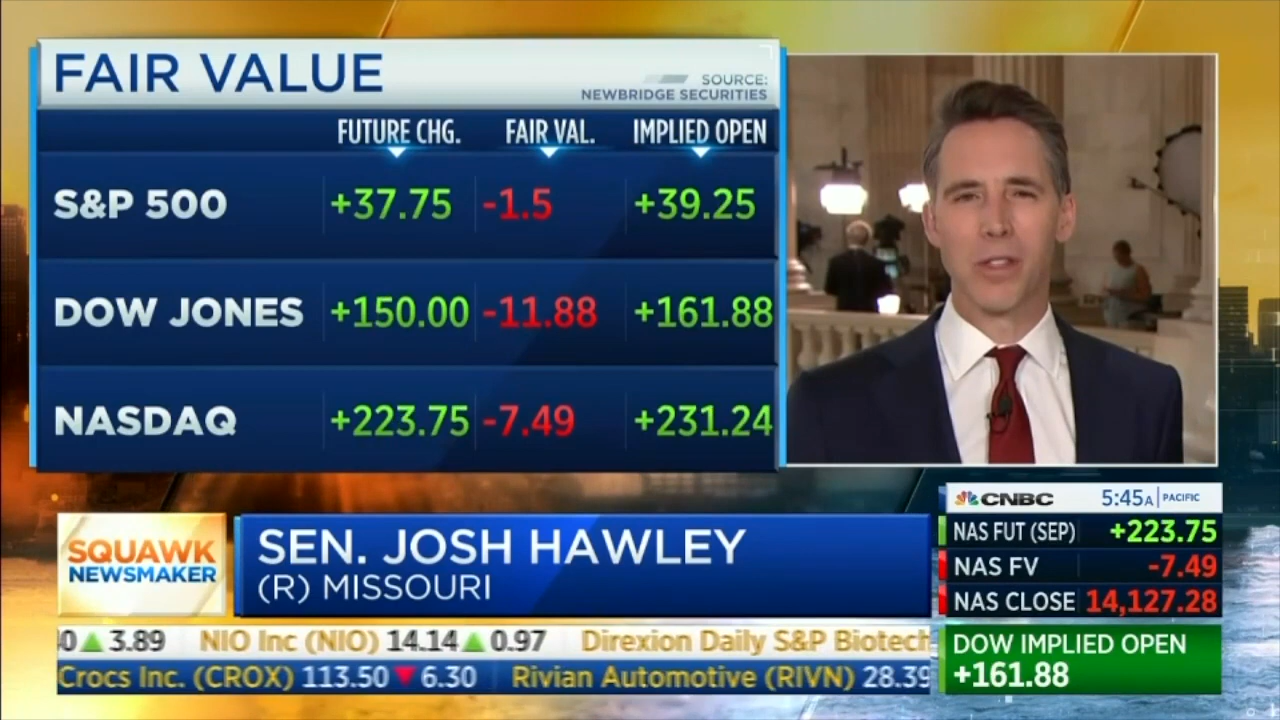 FAIR VALUE
SOURCE:
NEWBRIDGE SECURITIES
FUTURE CHG. FAIR VAL. IMPLIED OPEN
S&P 500 +37.75 -1.5 +39.25
DOW JONES +150.00 -11.88 +161.88
NASDAQ +223.75 -7.49 +231.24
CNBC 5:45A PACIFIC
NAS FUT (SEP) +223.75
NAS FV -7.49
NAS CLOSE 14,127.28
SQUAWK
NEWSMAKER
SEN. JOSH HAWLEY
(R) MISSOURI
0 ▲ 3.89 NIO Inc (NIO) 14.14 ▲ 0.97 Direxion Daily S&P Biotech
Crocs Inc. (CROX) 113.50 ▼ 6.30 Rivian Automotive (RIVN) 28.39
DOW IMPLIED OPEN
+161.88